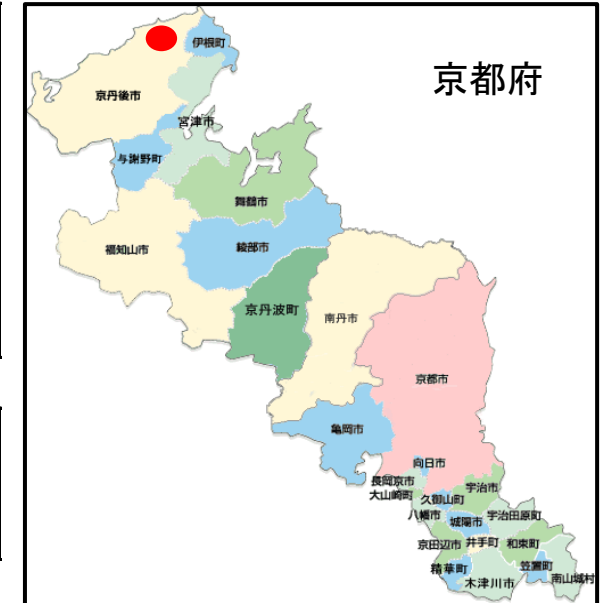 京都府
伊根町
京丹後市
宮津市
与謝野町
舞鶴市
福知山市
綾部市
京丹波町
南丹市
京都市
亀岡市
向日市
長岡京市
大山崎町
宇治市
久御山町
八幡市
宇治田原町
城陽市
京田辺市
井手町
和束町
精華町
笠置町
木津川市
南山城村